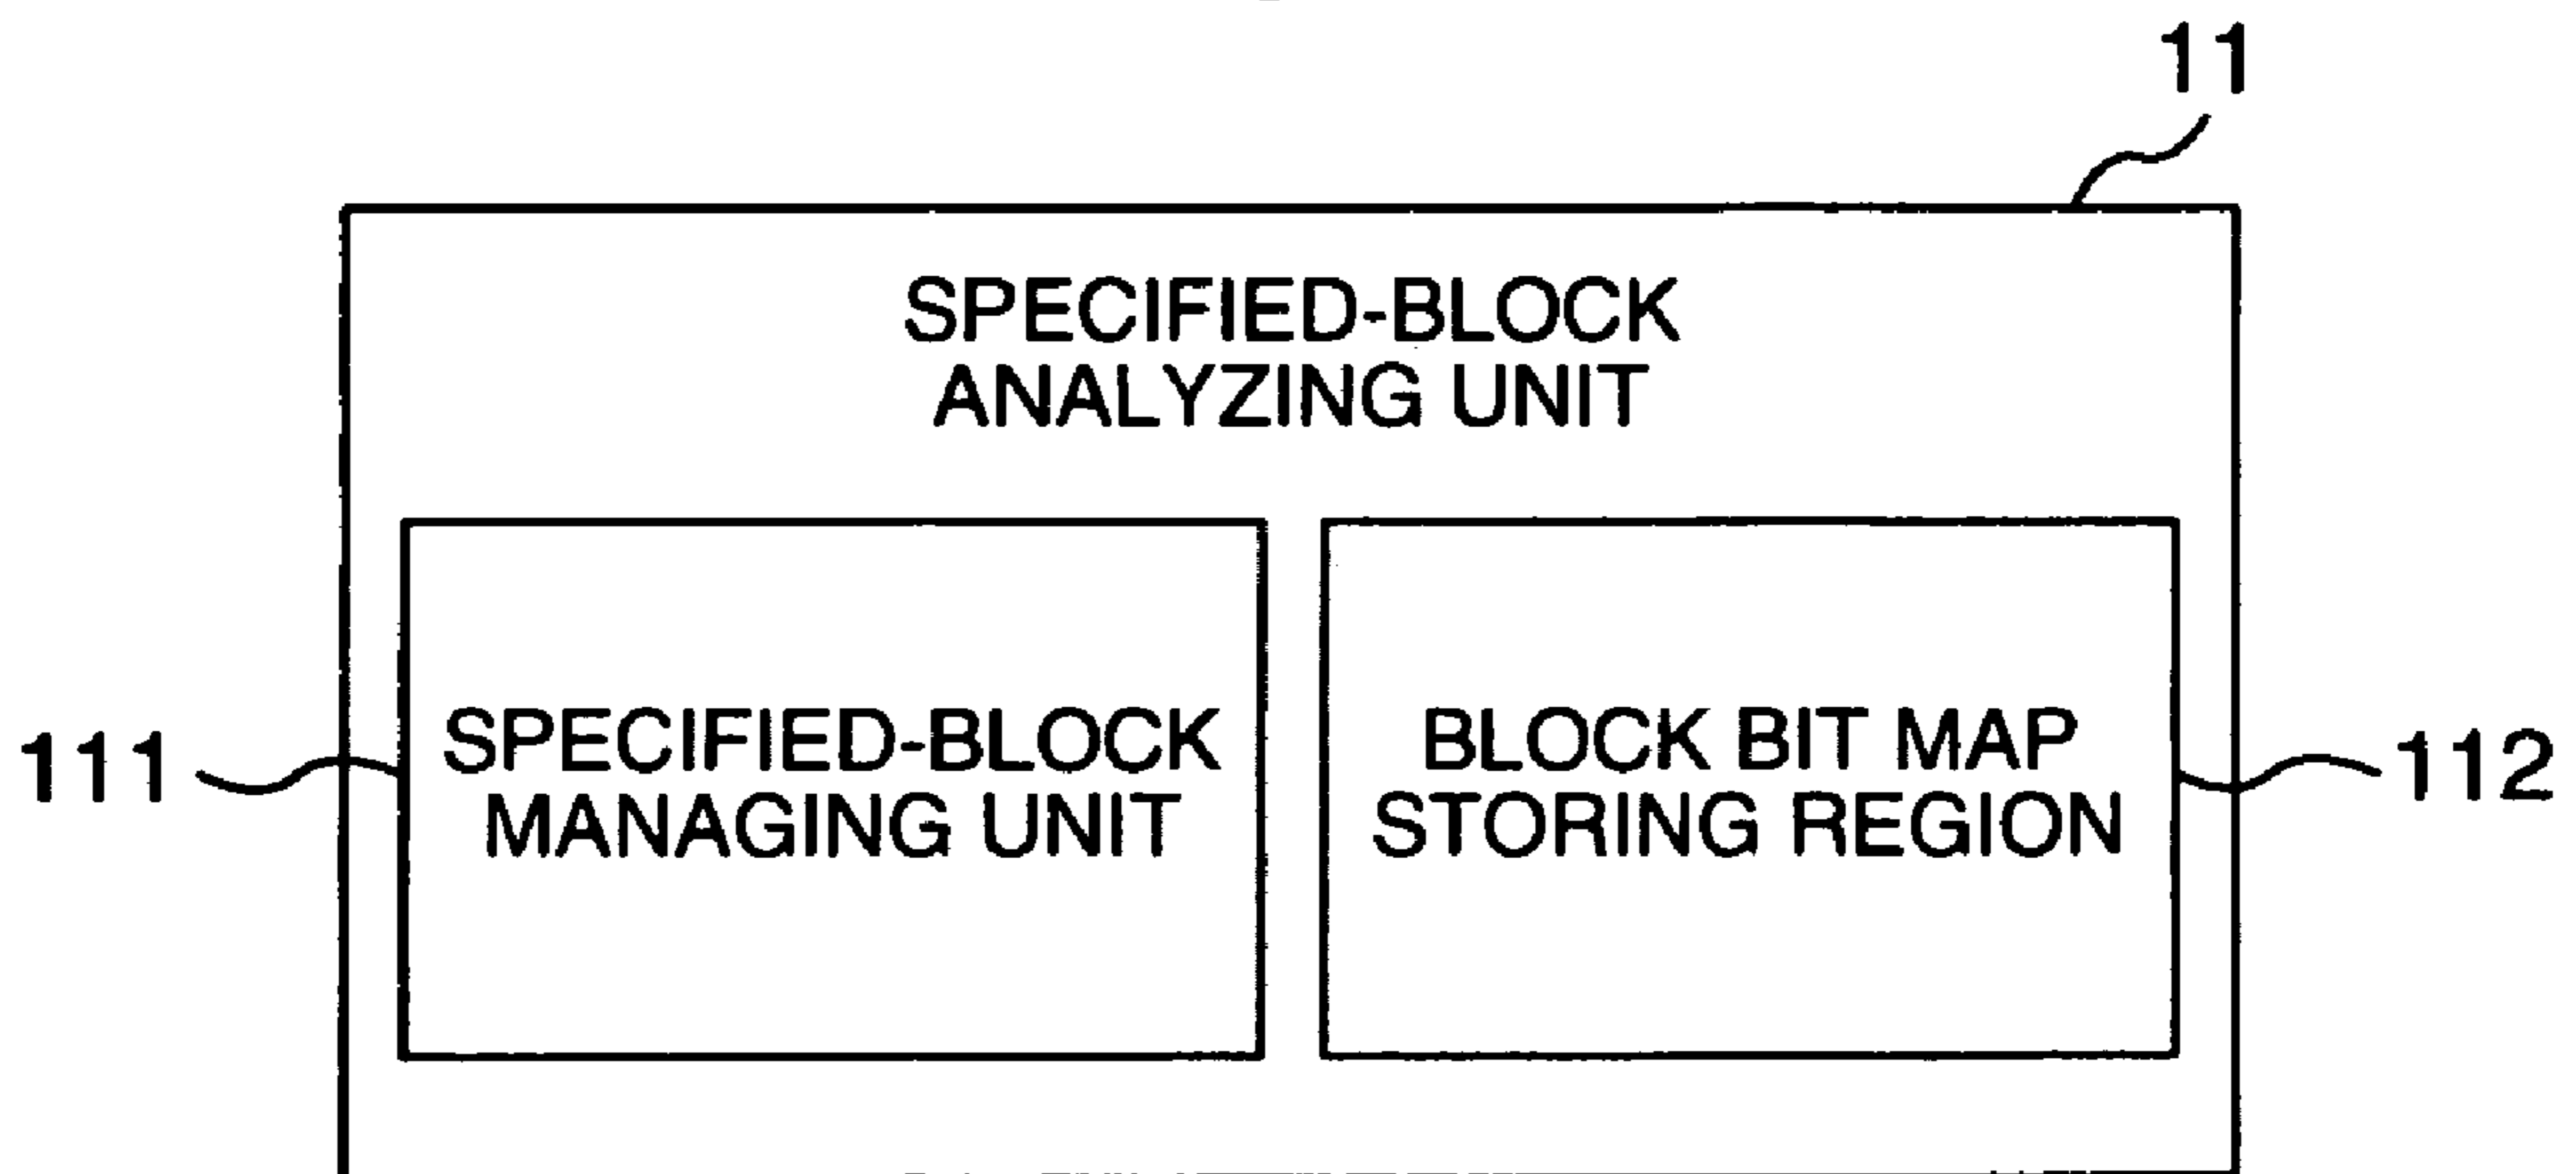 11
SPECIFIED-BLOCK
ANALYZING UNIT
111
SPECIFIED-BLOCK
MANAGING UNIT
BLOCK BIT MAP
STORING REGION
112